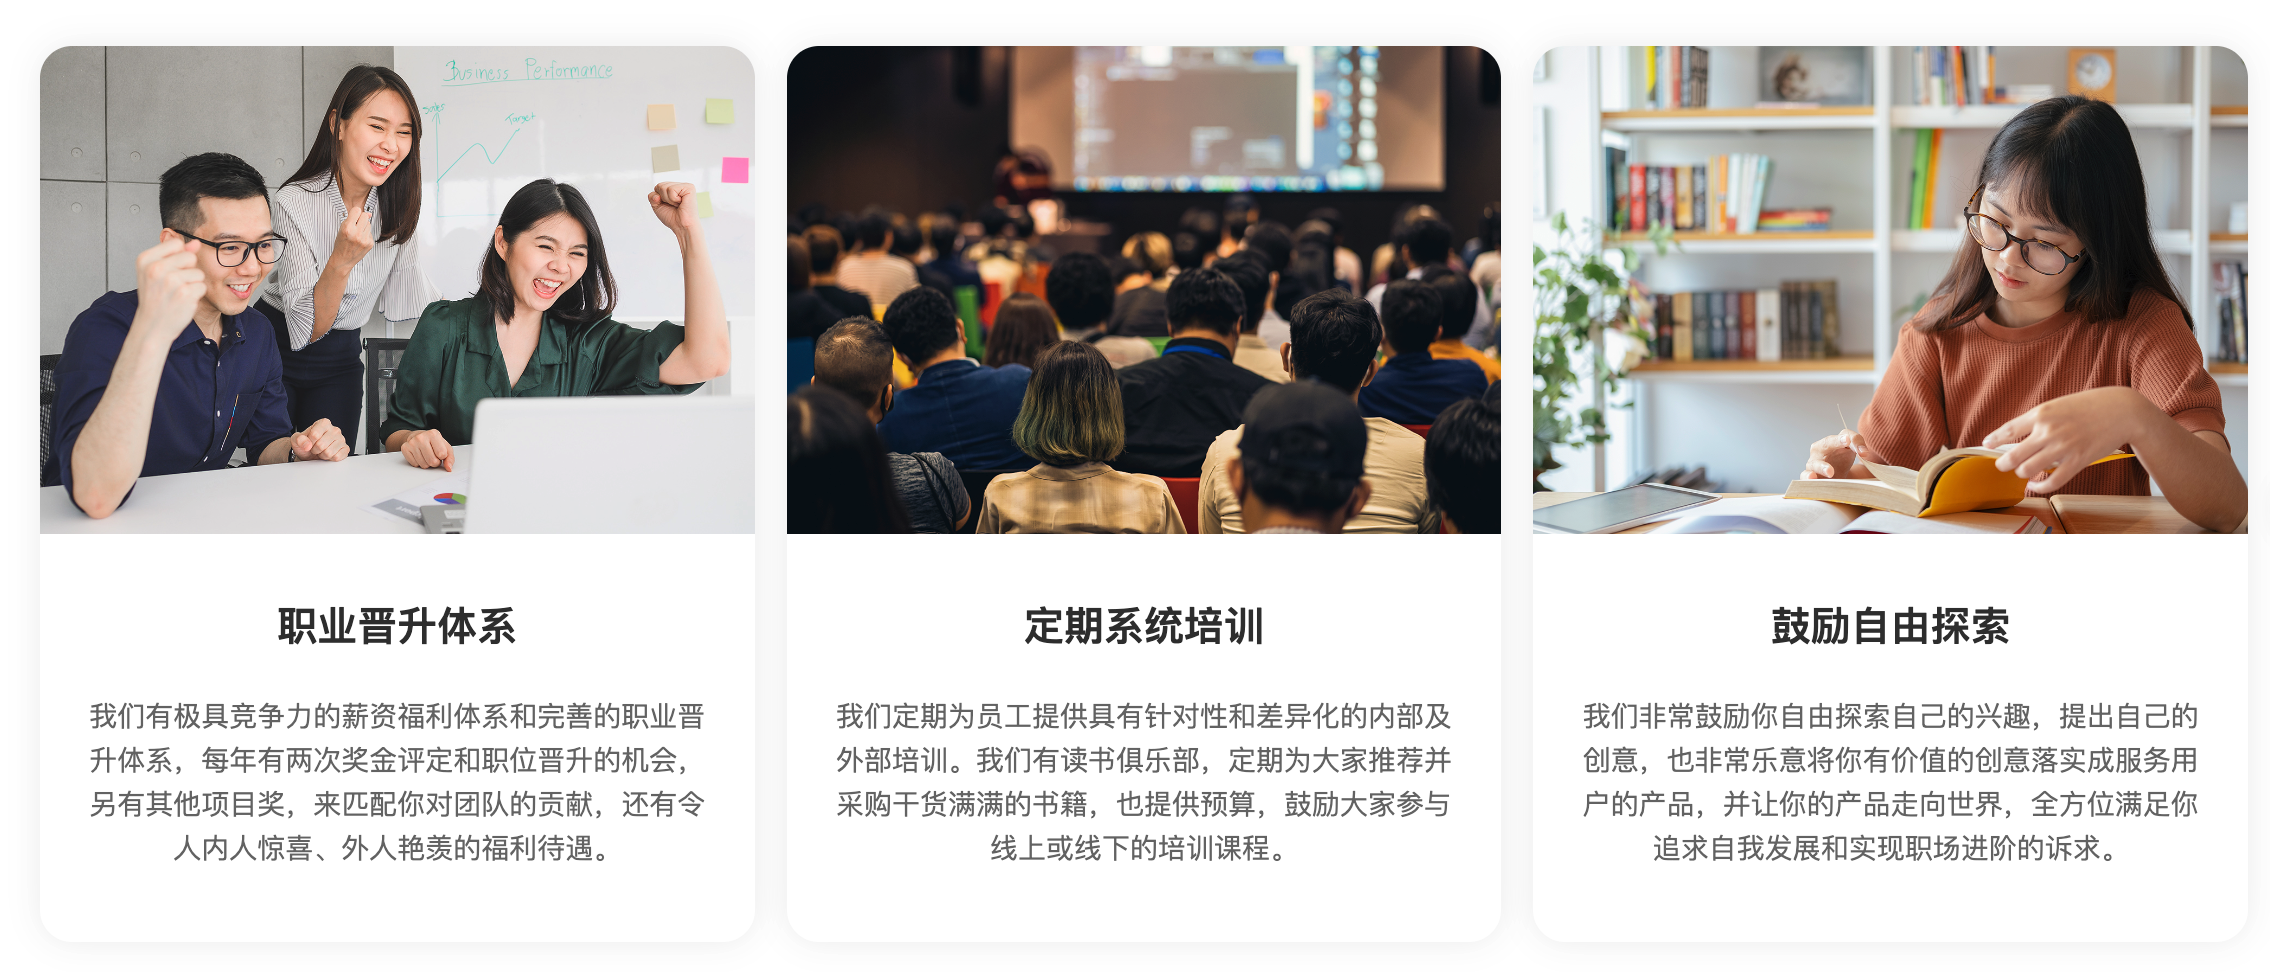 Business Performance
Target
职业晋升体系
我们有极具竞争力的薪资福利体系和完善的职业晋
升体系，每年有两次奖金评定和职位晋升的机会，
另有其他项目奖，来匹配你对团队的贡献，还有令
人内人惊喜、外人艳羡的福利待遇。
定期系统培训
我们定期为员工提供具有针对性和差异化的内部及
外部培训。我们有读书俱乐部，定期为大家推荐并
采购干货满满的书籍，也提供预算，鼓励大家参与
线上或线下的培训课程。
鼓励自由探索
我们非常鼓励你自由探索自己的兴趣，提出自己的
创意，也非常乐意将你有价值的创意落实成服务用
户的产品，并让你的产品走向世界，全方位满足你
追求自我发展和实现职场进阶的诉求。